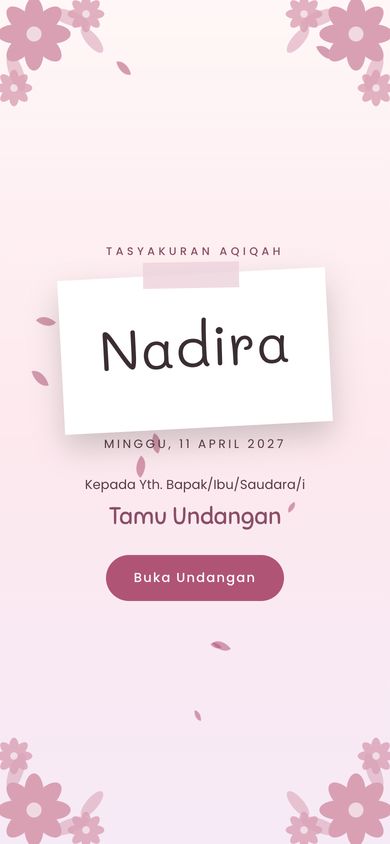 TASYAKURAN AQIQAH
Nadira
MINGGU, 11 APRIL 2027
Kepada Yth. Bapak/Ibu/Saudara/i
Tamu Undangan
Buka Undangan